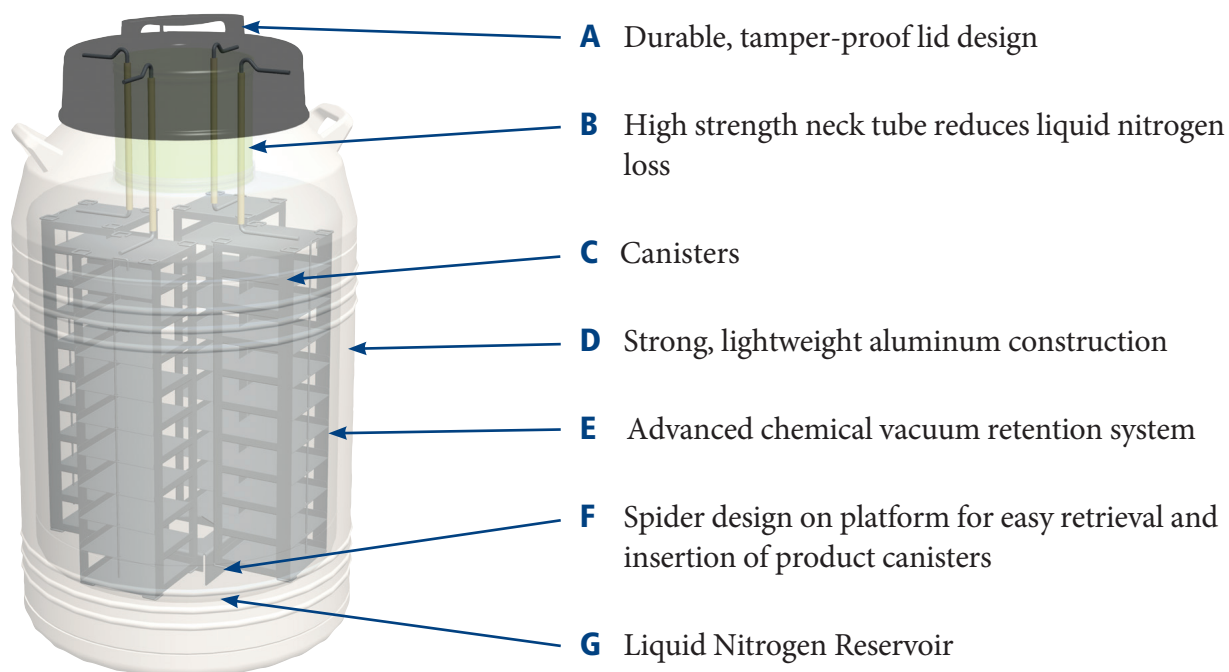 A Durable, tamper-proof lid design
B High strength neck tube reduces liquid nitrogen
loss
C Canisters
D Strong, lightweight aluminum construction
E Advanced chemical vacuum retention system
F Spider design on platform for easy retrieval and
insertion of product canisters
G Liquid Nitrogen Reservoir